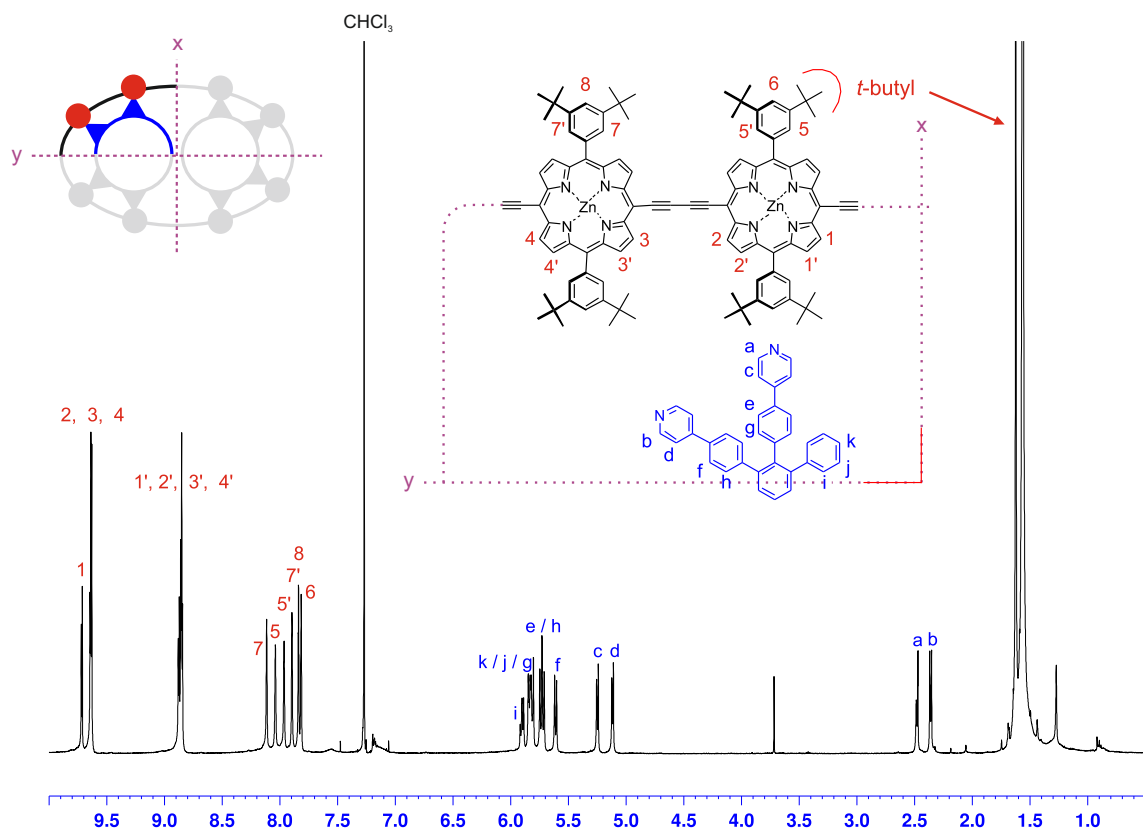 CHCl₃
x
y
8
7'
7
6
5'
5
t-butyl
x
N
N
Zn
N
N
N
N
Zn
N
N
4
4'
3
3'
2
2'
1
1'
a
N
c
e
g
N
b
d
f
h
k
j
i
y
2, 3, 4
1', 2', 3', 4'
1
7
5
5'
7'
8
6
e / h
k / j / g
i
f
c
d
a
b
9.5 9.0 8.5 8.0 7.5 7.0 6.5 6.0 5.5 5.0 4.5 4.0 3.5 3.0 2.5 2.0 1.5 1.0